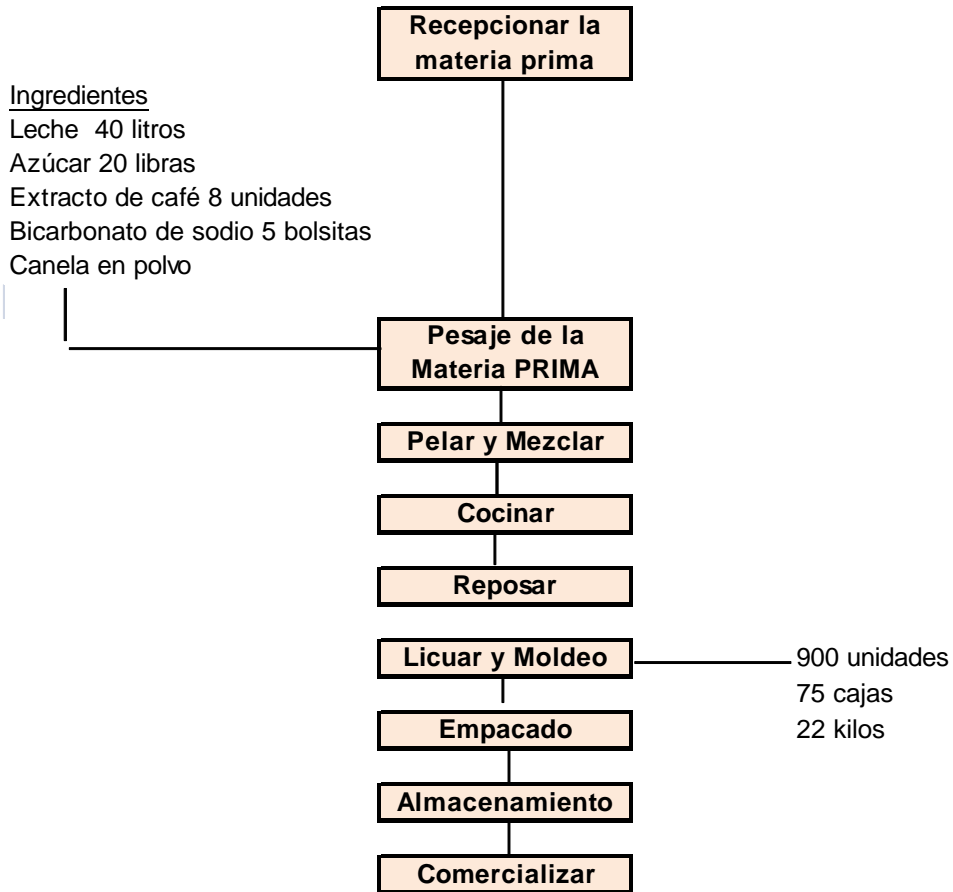 Recepcionar la
materia prima
Ingredientes
Leche 40 litros
Azúcar 20 libras
Extracto de café 8 unidades
Bicarbonato de sodio 5 bolsitas
Canela en polvo
Pesaje de la
Materia PRIMA
Pelar y Mezclar
Cocinar
Reposar
Licuar y Moldeo
900 unidades
75 cajas
22 kilos
Empacado
Almacenamiento
Comercializar